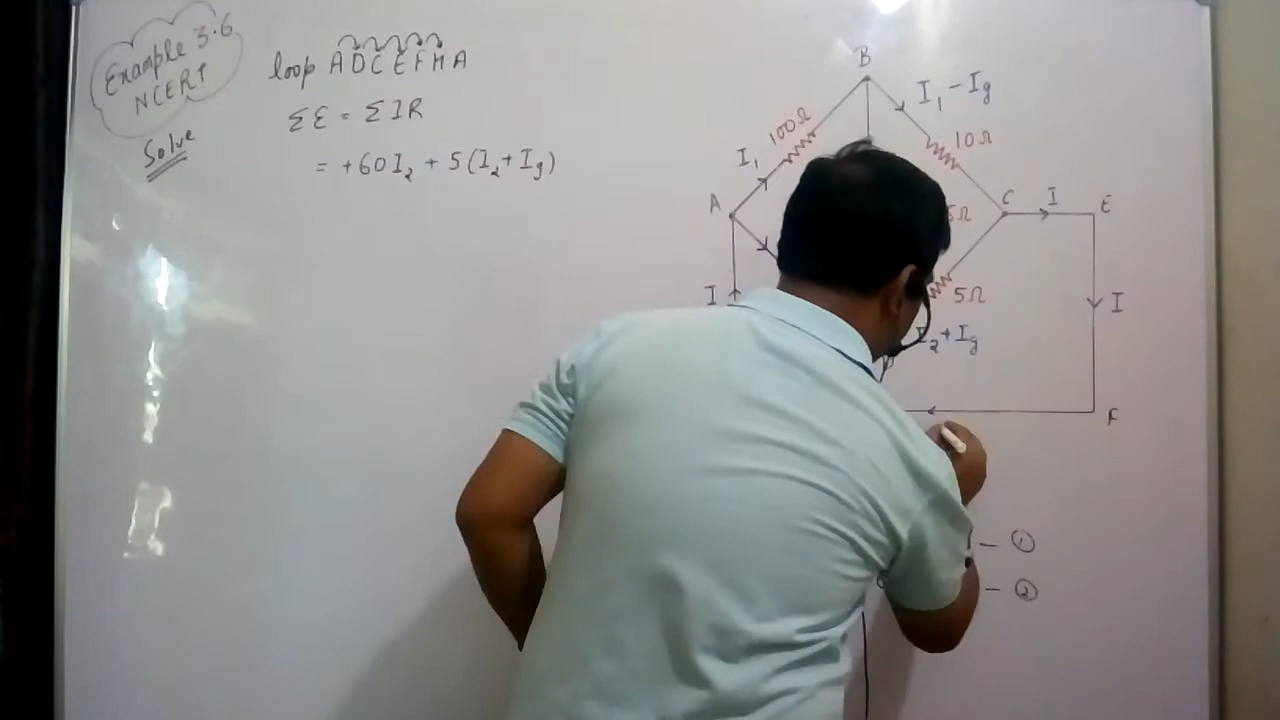 Example 3.6
NCERT
Solve
loop ADCEFHA
ΣE = ΣIR
= +60I₂ + 5(I₂+Ig)
B
I₁ - Ig
100Ω
10Ω
I₁
A
5Ω
C
I
E
I
5Ω
I
I₂+Ig
F
— ①
— ②